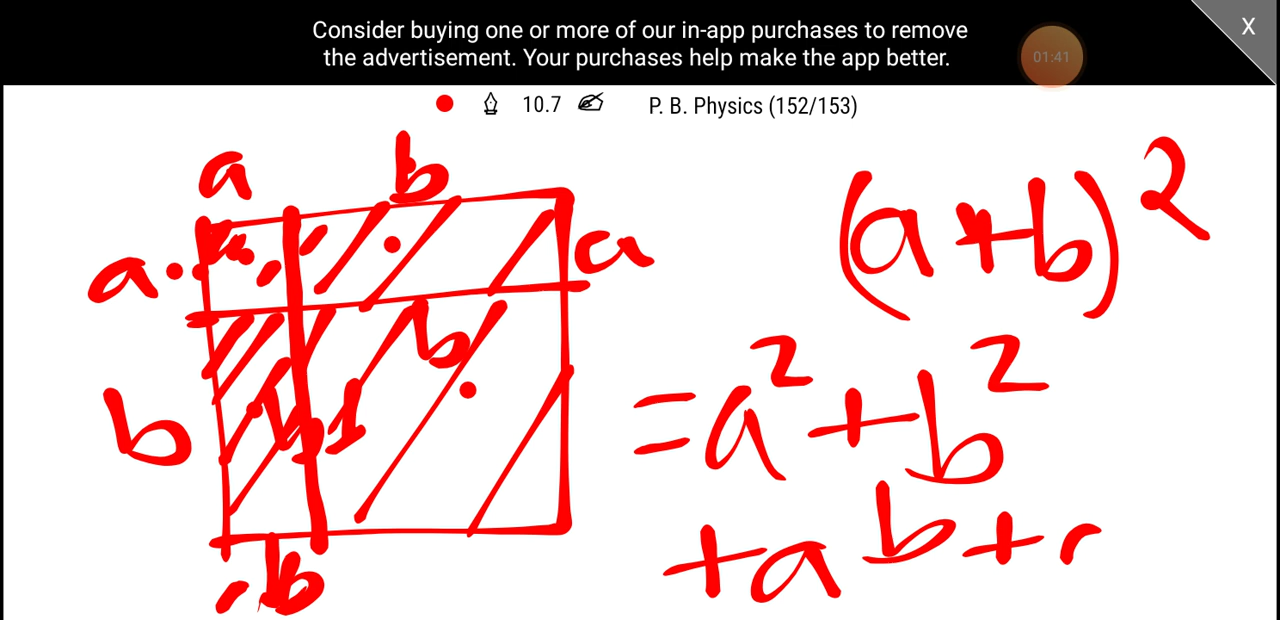 Consider buying one or more of our in-app purchases to remove
the advertisement. Your purchases help make the app better.
X
01:41
10.7 P. B. Physics (152/153)
a b
a a
b b
b
(a+b)²
=a²+b²
+ab+